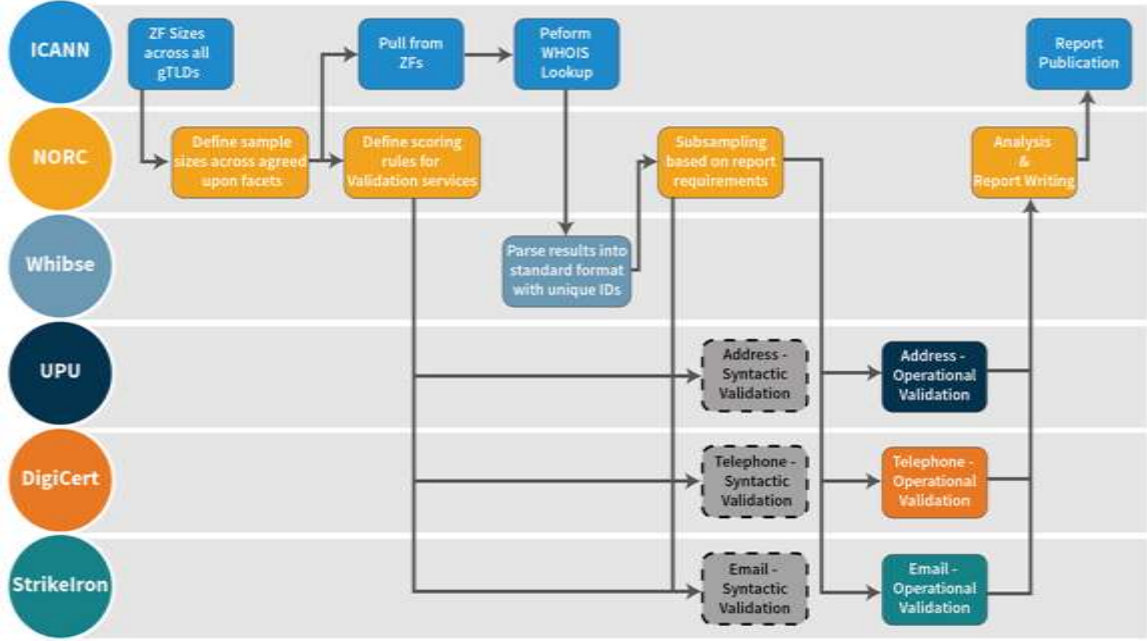 ICANN
ZF Sizes
across all
gTLDs
Pull from
ZFs
Peform
WHOIS
Lookup
Report
Publication
NORC
Define sample
sizes across agreed
upon facets
Define scoring
rules for
Validation services
Subsampling
based on report
requirements
Analysis
&
Report Writing
Whibse
Parse results into
standard format
with unique IDs
UPU
Address -
Syntactic
Validation
Address -
Operational
Validation
DigiCert
Telephone -
Syntactic
Validation
Telephone -
Operational
Validation
StrikeIron
Email -
Syntactic
Validation
Email -
Operational
Validation